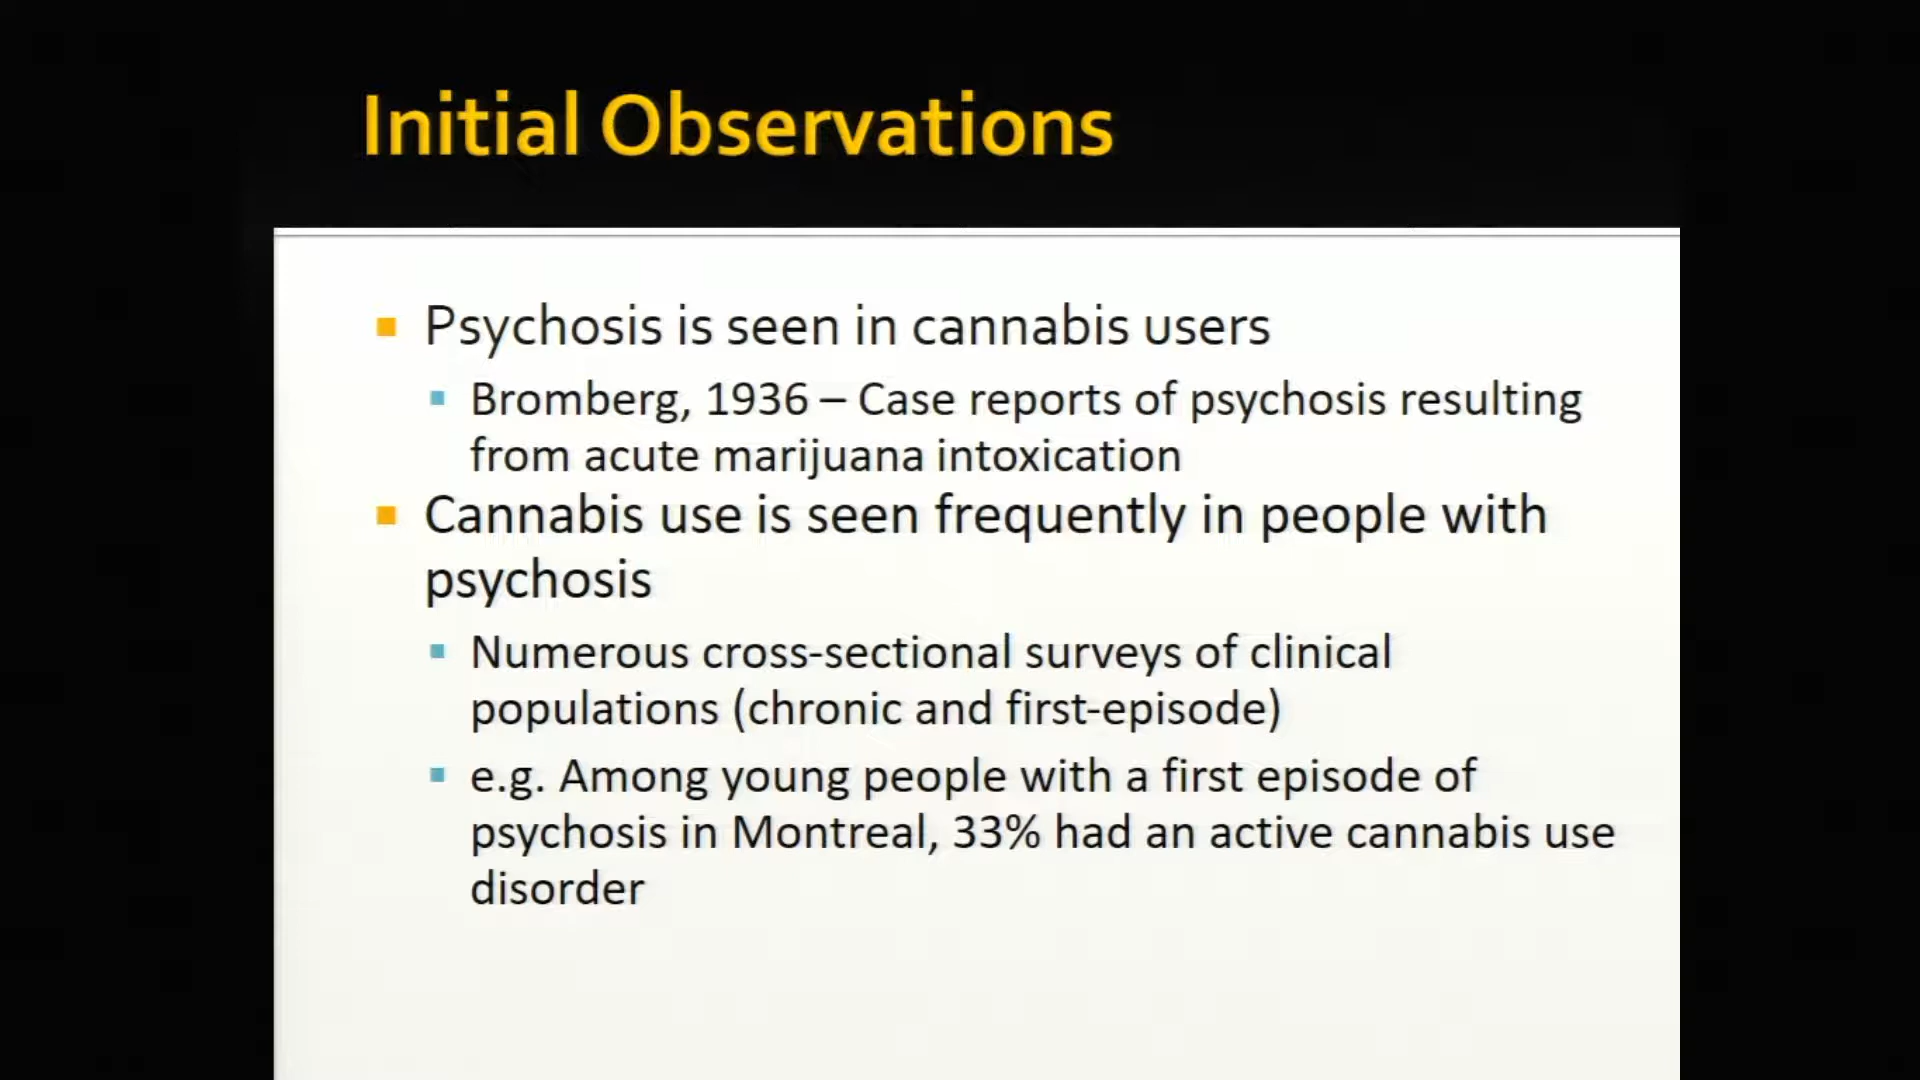 Initial Observations
Psychosis is seen in cannabis users
Bromberg, 1936 – Case reports of psychosis resulting
from acute marijuana intoxication
Cannabis use is seen frequently in people with
psychosis
Numerous cross-sectional surveys of clinical
populations (chronic and first-episode)
e.g. Among young people with a first episode of
psychosis in Montreal, 33% had an active cannabis use
disorder